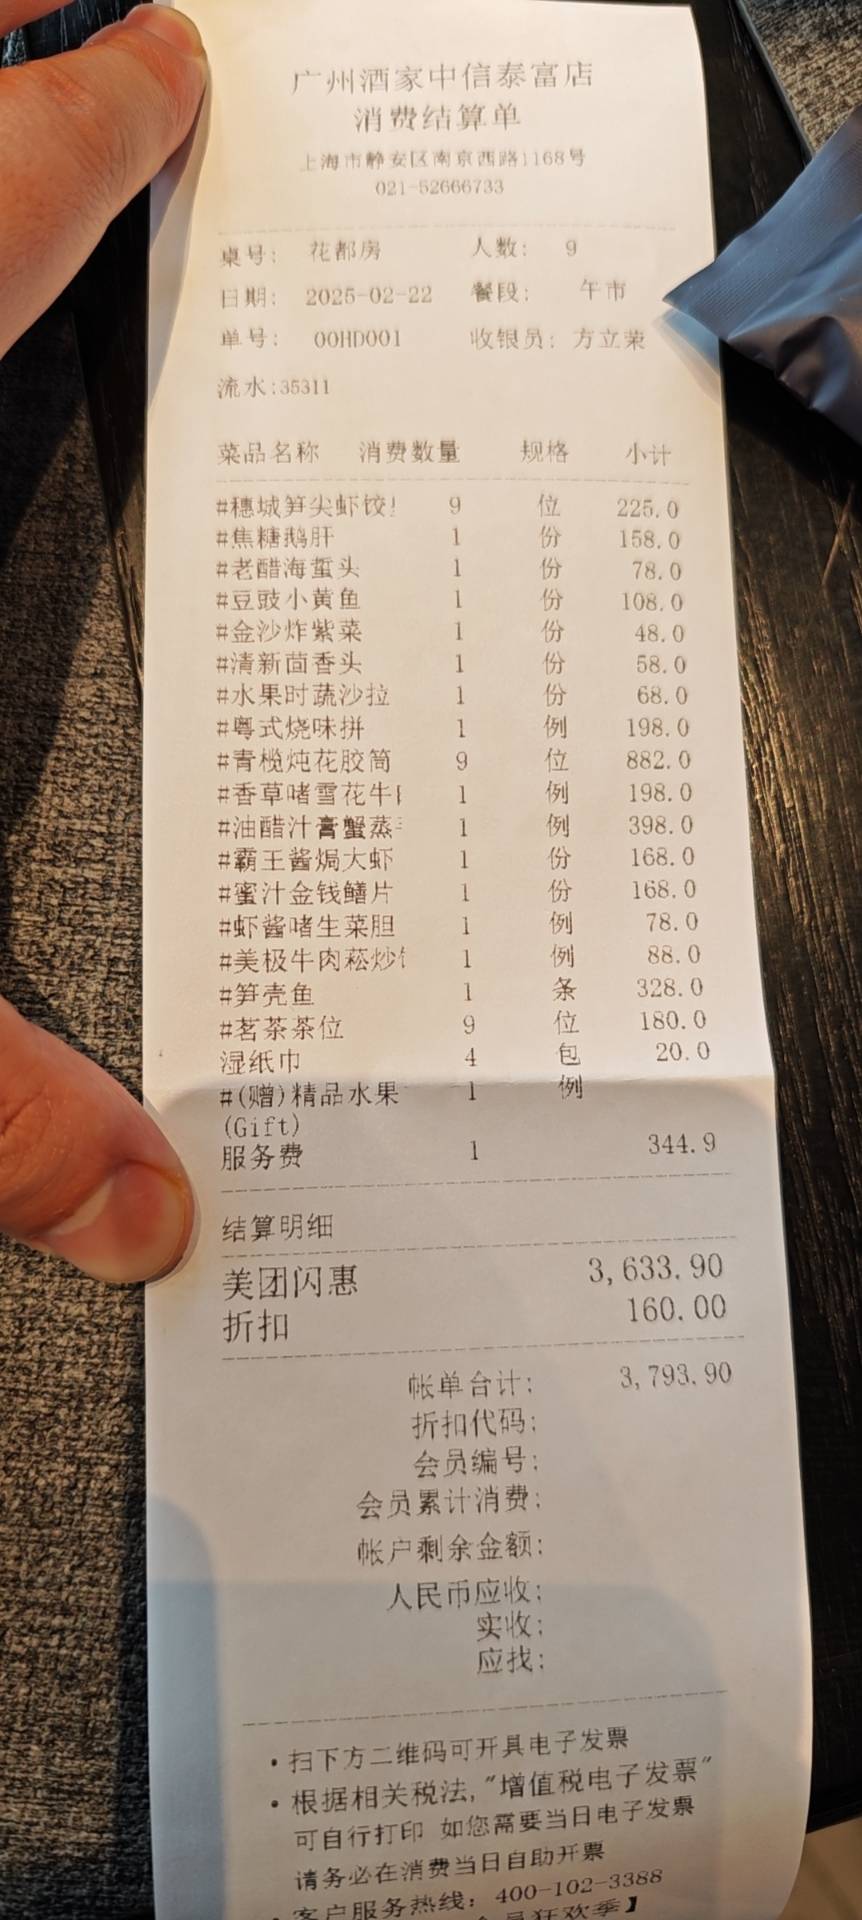 广州酒家中信泰富店
消费结算单
上海市静安区南京西路1168号
021-52666733
桌号: 花都房 人数: 9
日期: 2025-02-22 餐段: 午市
单号: 00HD001 收银员: 方立荣
流水:35311
菜品名称 消费数量 规格 小计
#穗城笋尖虾饺 9 位 225.0
#焦糖鹅肝 1 份 158.0
#老醋海蜇头 1 份 78.0
#豆豉小黄鱼 1 份 108.0
#金沙炸紫菜 1 份 48.0
#清新茴香头 1 份 58.0
#水果时蔬沙拉 1 份 68.0
#粤式烧味拼 1 例 198.0
#青榄炖花胶筒 9 位 882.0
#香草啫雪花牛 1 例 198.0
#油醋汁膏蟹蒸 1 例 398.0
#霸王酱焗大虾 1 份 168.0
#蜜汁金钱鳝片 1 份 168.0
#虾酱啫生菜胆 1 例 78.0
#美极牛肉菘炒 1 例 88.0
#笋壳鱼 1 条 328.0
#茗茶茶位 9 位 180.0
湿纸巾 4 包 20.0
#(赠)精品水果 1 例
(Gift)
服务费 1 344.9
结算明细
美团闪惠 3,633.90
折扣 160.00
帐单合计: 3,793.90
折扣代码:
会员编号:
会员累计消费:
帐户剩余金额:
人民币应收:
实收:
应找:
·扫下方二维码可开具电子发票
·根据相关税法,"增值税电子发票"
可自行打印 如您需要当日电子发票
请务必在消费当日自助开票
·客户服务热线: 400-102-3388
员狂欢季】